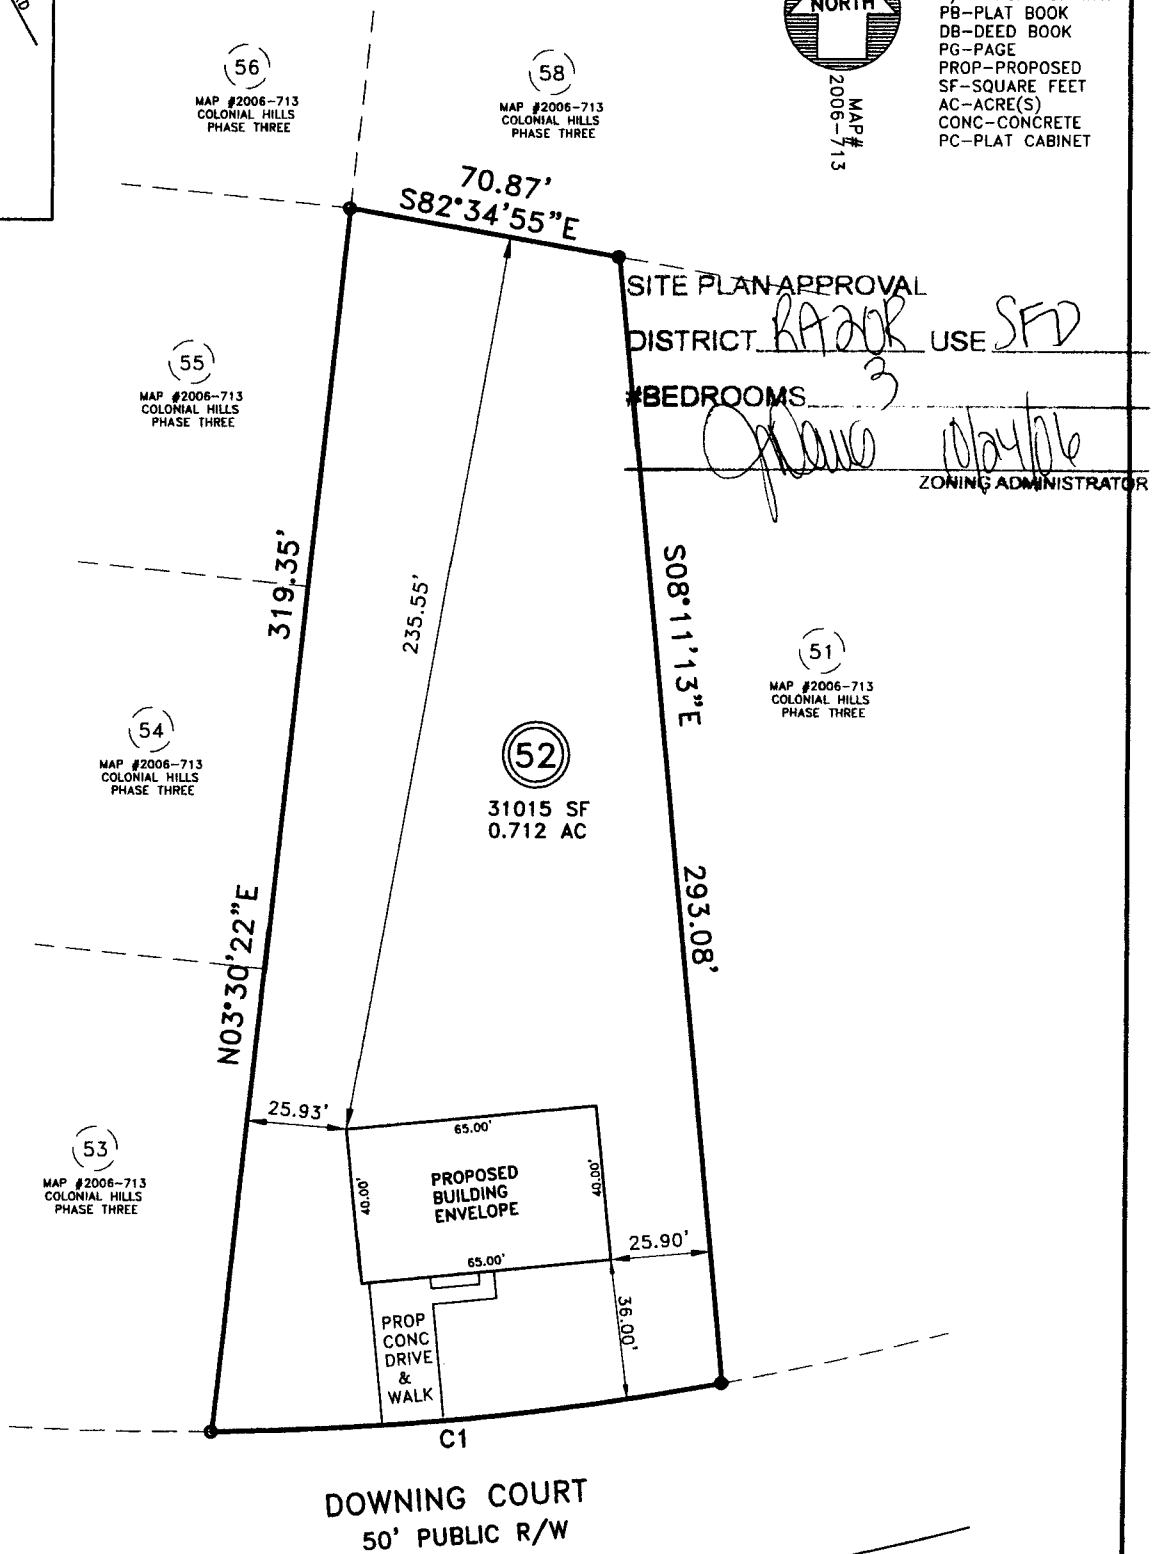 NORTH
MAP#
2006-713
PB-PLAT BOOK
DB-DEED BOOK
PG-PAGE
PROP-PROPOSED
SF-SQUARE FEET
AC-ACRE(S)
CONC-CONCRETE
PC-PLAT CABINET
56
MAP #2006-713
COLONIAL HILLS
PHASE THREE
58
MAP #2006-713
COLONIAL HILLS
PHASE THREE
70.87'
S82°34'55"E
SITE PLAN APPROVAL
DISTRICT RA20R USE SFD
#BEDROOMS 3
10/24/06
ZONING ADMINISTRATOR
55
MAP #2006-713
COLONIAL HILLS
PHASE THREE
319.35'
235.55'
S08°11'13"E
51
MAP #2006-713
COLONIAL HILLS
PHASE THREE
54
MAP #2006-713
COLONIAL HILLS
PHASE THREE
52
31015 SF
0.712 AC
N03°30'22"E
293.08'
25.93'
65.00'
53
MAP #2006-713
COLONIAL HILLS
PHASE THREE
40.00'
PROPOSED
BUILDING
ENVELOPE
40.00'
65.00'
25.90'
36.00'
PROP
CONC
DRIVE
&
WALK
C1
DOWNING COURT
50' PUBLIC R/W